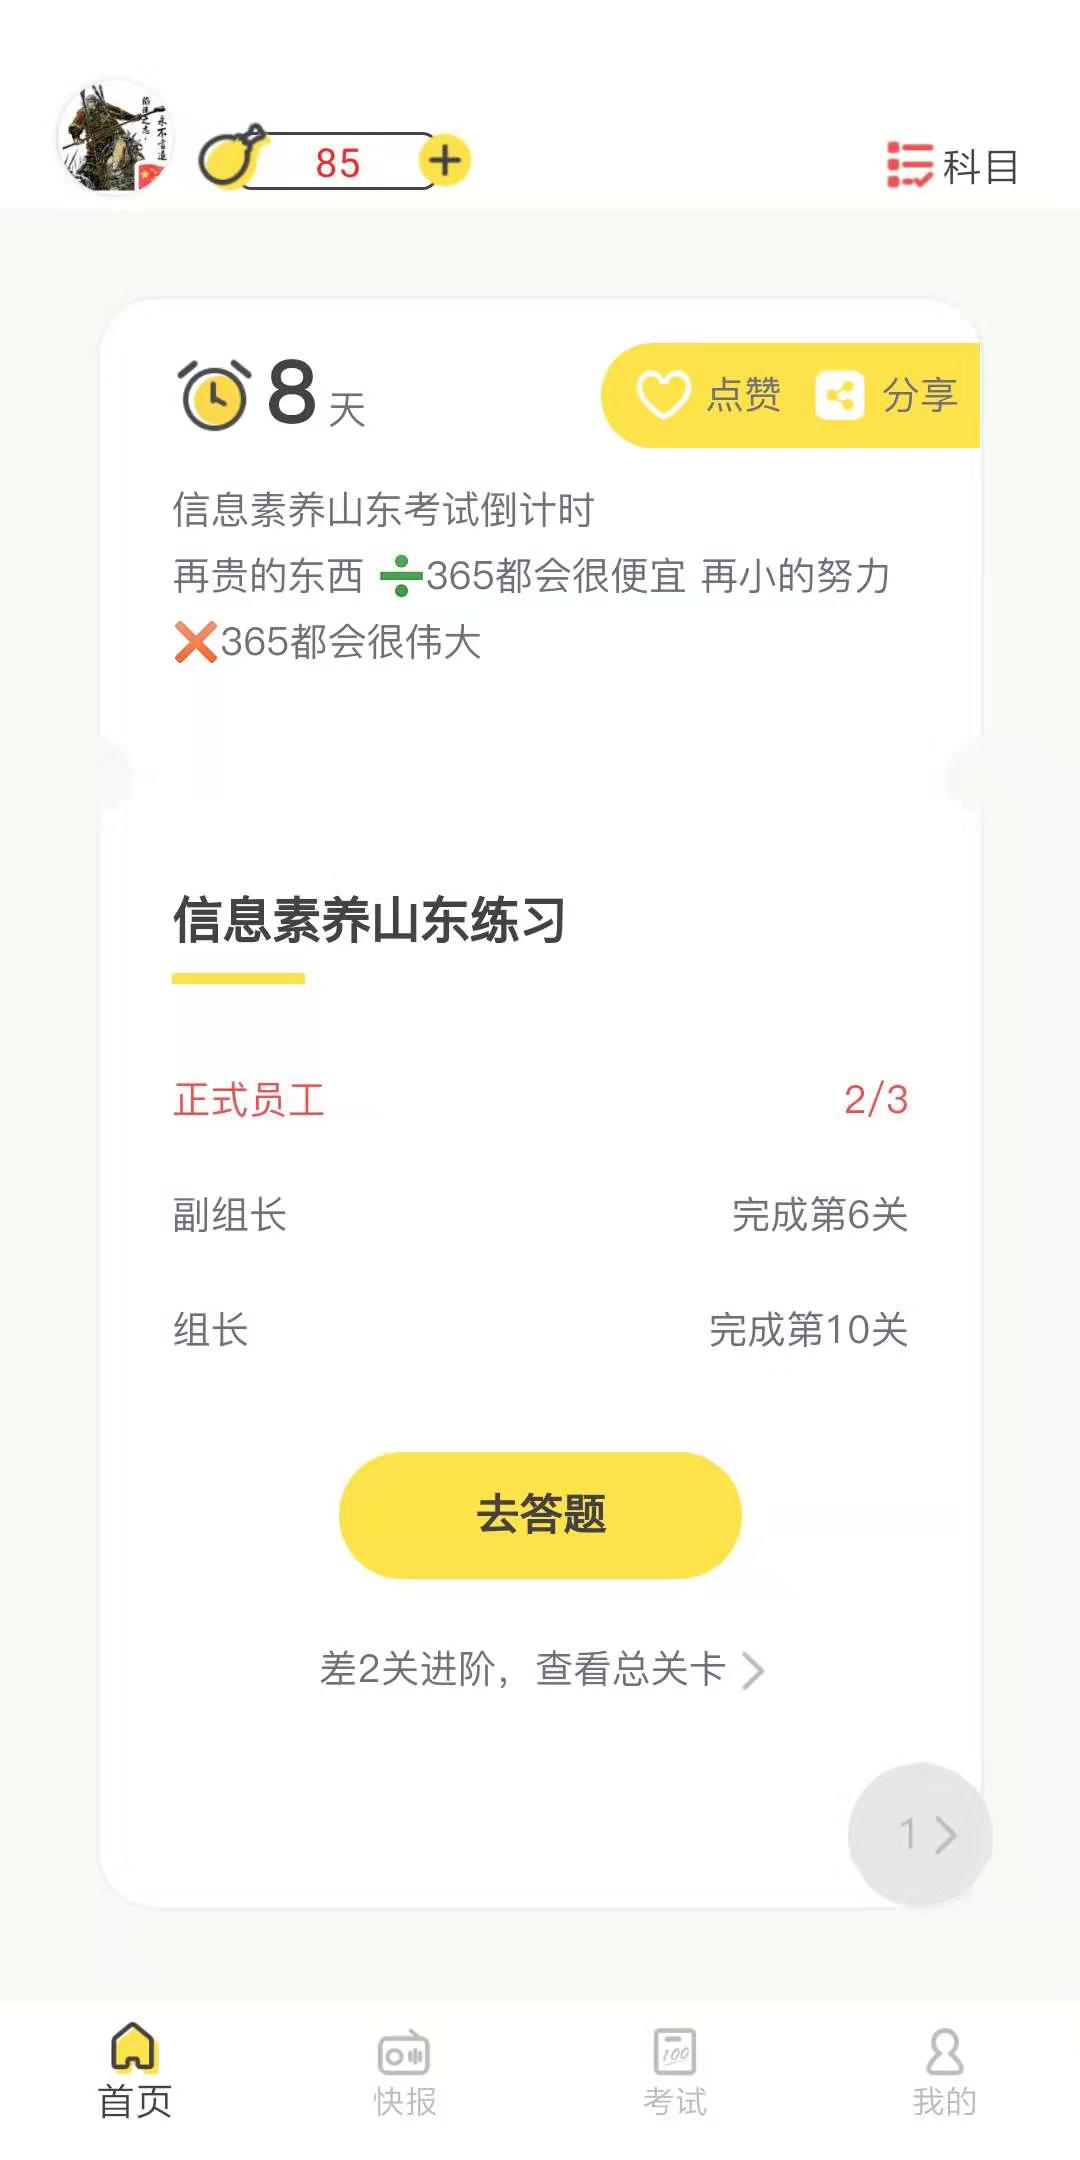 85
科目
8 天
点赞 分享
信息素养山东考试倒计时
再贵的东西 ➗365都会很便宜 再小的努力
❌365都会很伟大
信息素养山东练习
正式员工 2/3
副组长 完成第6关
组长 完成第10关
去答题
差2关进阶，查看总关卡
1
首页 快报 考试 我的